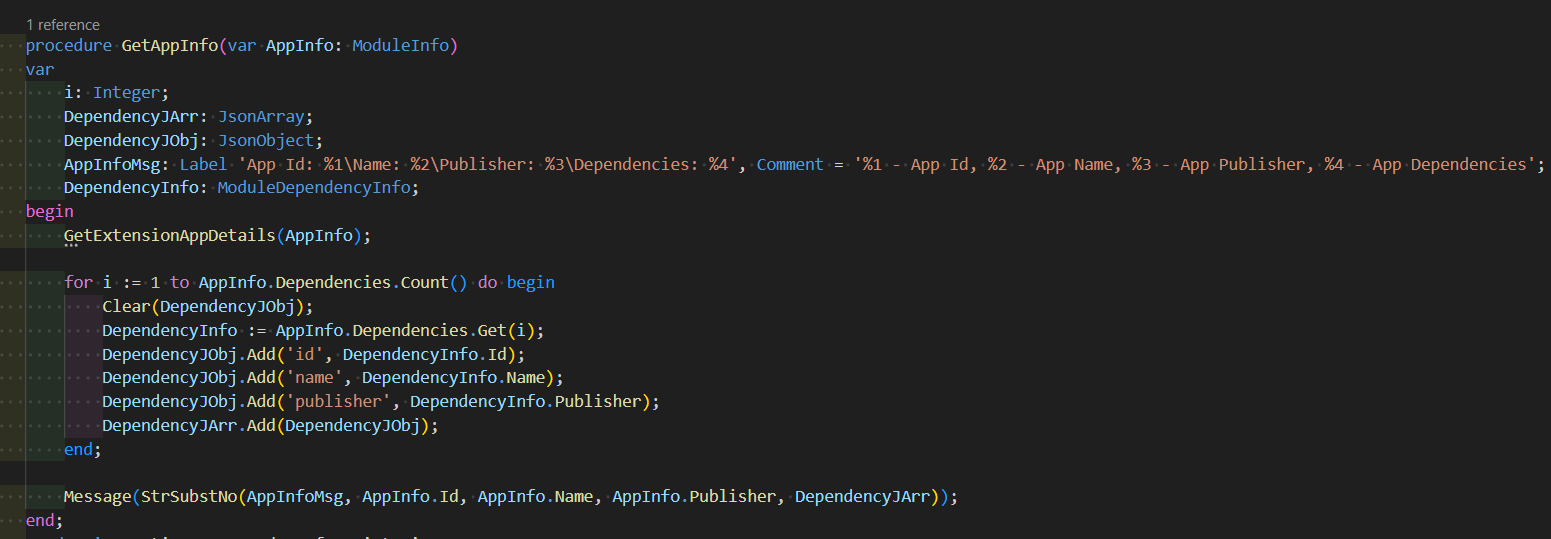 1 reference
procedure GetAppInfo(var AppInfo: ModuleInfo)
var
i: Integer;
DependencyJArr: JsonArray;
DependencyJObj: JsonObject;
AppInfoMsg: Label 'App Id: %1\Name: %2\Publisher: %3\Dependencies: %4', Comment = '%1 - App Id, %2 - App Name, %3 - App Publisher, %4 - App Dependencies';
DependencyInfo: ModuleDependencyInfo;
begin
GetExtensionAppDetails(AppInfo);
for i := 1 to AppInfo.Dependencies.Count() do begin
Clear(DependencyJObj);
DependencyInfo := AppInfo.Dependencies.Get(i);
DependencyJObj.Add('id', DependencyInfo.Id);
DependencyJObj.Add('name', DependencyInfo.Name);
DependencyJObj.Add('publisher', DependencyInfo.Publisher);
DependencyJArr.Add(DependencyJObj);
end;
Message(StrSubstNo(AppInfoMsg, AppInfo.Id, AppInfo.Name, AppInfo.Publisher, DependencyJArr));
end;